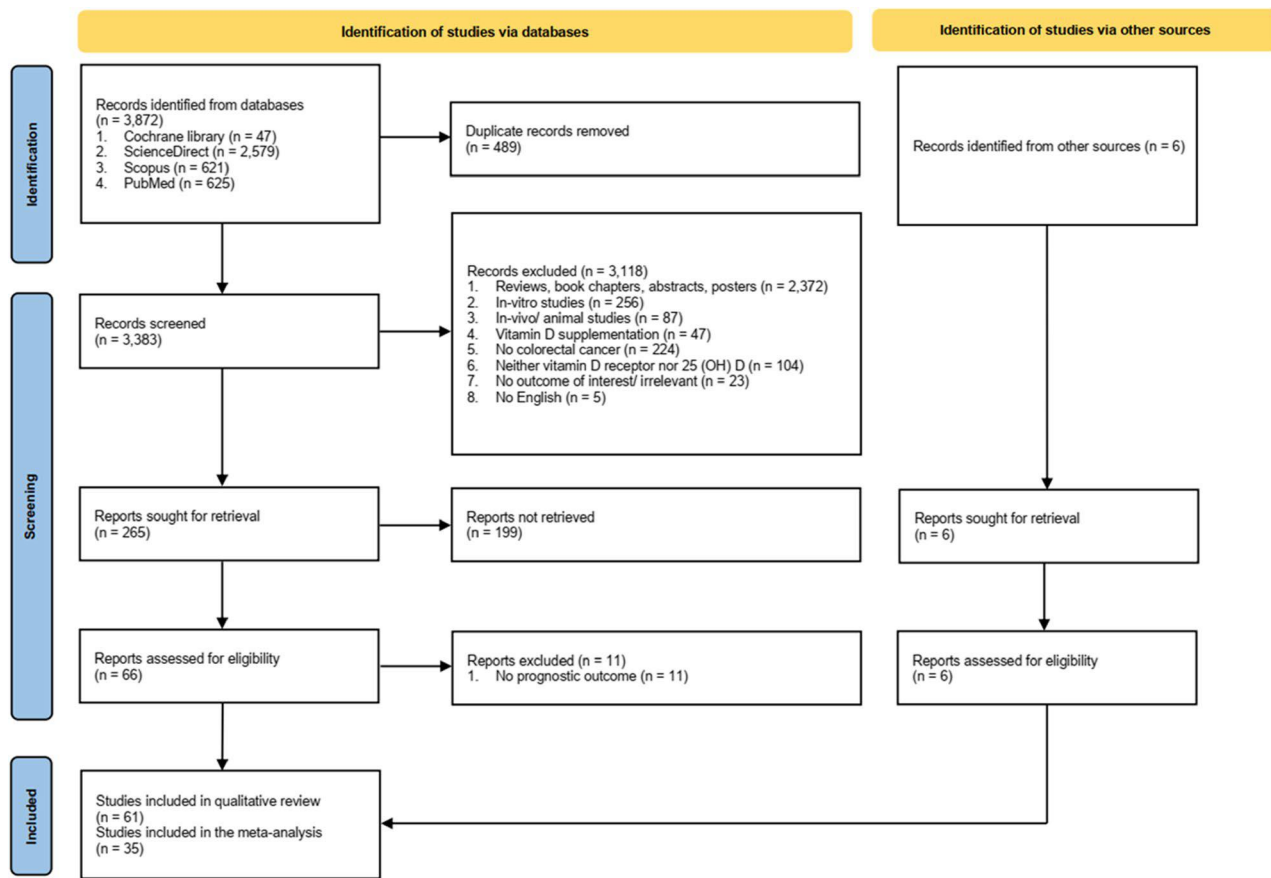 Identification of studies via databases
Identification of studies via other sources
Identification
Records identified from databases
(n = 3,872)
1. Cochrane library (n = 47)
2. ScienceDirect (n = 2,579)
3. Scopus (n = 621)
4. PubMed (n = 625)
Duplicate records removed
(n = 489)
Records identified from other sources (n = 6)
Screening
Records screened
(n = 3,383)
Records excluded (n = 3,118)
1. Reviews, book chapters, abstracts, posters (n = 2,372)
2. In-vitro studies (n = 256)
3. In-vivo/ animal studies (n = 87)
4. Vitamin D supplementation (n = 47)
5. No colorectal cancer (n = 224)
6. Neither vitamin D receptor nor 25 (OH) D (n = 104)
7. No outcome of interest/ irrelevant (n = 23)
8. No English (n = 5)
Reports sought for retrieval
(n = 265)
Reports not retrieved
(n = 199)
Reports sought for retrieval
(n = 6)
Reports assessed for eligibility
(n = 66)
Reports excluded (n = 11)
1. No prognostic outcome (n = 11)
Reports assessed for eligibility
(n = 6)
Included
Studies included in qualitative review
(n = 61)
Studies included in the meta-analysis
(n = 35)